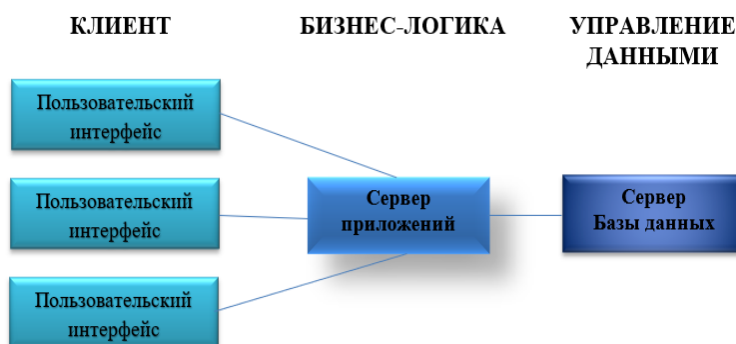 КЛИЕНТ
БИЗНЕС-ЛОГИКА
УПРАВЛЕНИЕ
ДАННЫМИ
Пользовательский
интерфейс
Пользовательский
интерфейс
Пользовательский
интерфейс
Сервер
приложений
Сервер
Базы данных